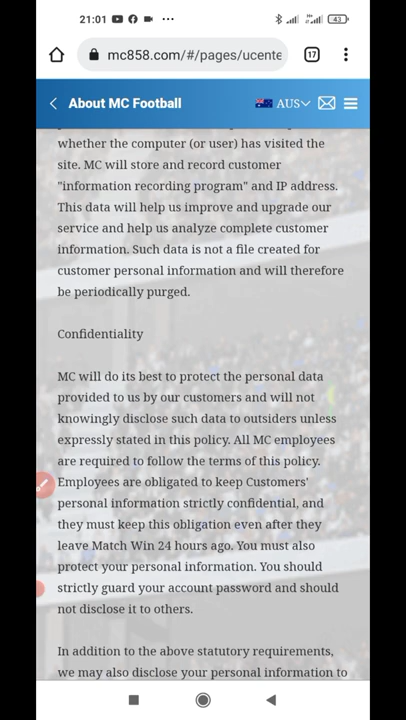 21:01
43
mc858.com/#/pages/ucente
17
About MC Football
AUS
whether the computer (or user) has visited the
site. MC will store and record customer
"information recording program" and IP address.
This data will help us improve and upgrade our
service and help us analyze complete customer
information. Such data is not a file created for
customer personal information and will therefore
be periodically purged.
Confidentiality
MC will do its best to protect the personal data
provided to us by our customers and will not
knowingly disclose such data to outsiders unless
expressly stated in this policy. All MC employees
are required to follow the terms of this policy.
Employees are obligated to keep Customers'
personal information strictly confidential, and
they must keep this obligation even after they
leave Match Win 24 hours ago. You must also
protect your personal information. You should
strictly guard your account password and should
not disclose it to others.
In addition to the above statutory requirements,
we may also disclose your personal information to